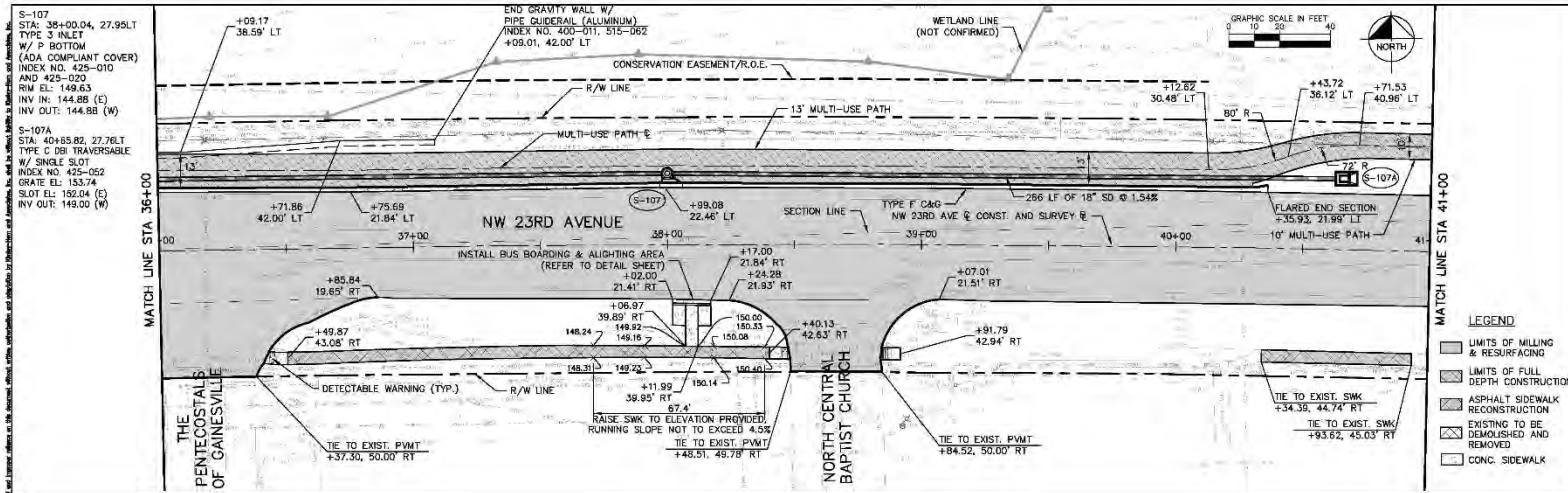 S-107
STA: 38+00.04, 27.95LT
TYPE 3 INLET
W/ P BOTTOM
(ADA COMPLIANT COVER)
INDEX NO. 425-010
AND 425-020
RIM EL: 149.63
INV IN: 144.88 (E)
INV OUT: 144.88 (W)
S-107A
STA: 40+65.82, 27.76LT
TYPE C DBI TRAVERSABLE
W/ SINGLE SLOT
INDEX NO. 425-052
GRATE EL: 153.74
SLOT EL: 152.04 (E)
INV OUT: 149.00 (W)
MATCH LINE STA 36+00
+09.17
38.59' LT
END GRAVITY WALL W/
PIPE GUIDERAIL (ALUMINUM)
INDEX NO. 400-011, 515-062
+09.01, 42.00' LT
WETLAND LINE
(NOT CONFIRMED)
GRAPHIC SCALE IN FEET
0 10 20 40
NORTH
CONSERVATION EASEMENT/R.O.E.
R/W LINE
13' MULTI-USE PATH
MULTI-USE PATH ℄
+12.62
30.48' LT
+43.72
36.12' LT
+71.53
40.96' LT
80' R
72' R
10'
13'
13'
S-107
S-107A
+71.86
42.00' LT
+75.69
21.84' LT
+99.08
22.46' LT
TYPE F C&G
266 LF OF 18" SD @ 1.54%
FLARED END SECTION
+35.93, 21.99' LT
10' MULTI-USE PATH
NW 23RD AVENUE
SECTION LINE
NW 23RD AVE ℄ CONST. AND SURVEY
00
37+00
38+00
39+00
40+00
41
INSTALL BUS BOARDING & ALIGHTING AREA
(REFER TO DETAIL SHEET)
+17.00
21.84' RT
+02.00
21.41' RT
+24.28
21.93' RT
+07.01
21.51' RT
+85.84
19.65' RT
+06.97
39.89' RT
+49.87
43.08' RT
148.24
149.92
149.16
150.00
150.33
150.08
+40.13
42.63' RT
+91.79
42.94' RT
148.31
149.23
150.14
150.40
+11.99
39.95' RT
67.4'
DETECTABLE WARNING (TYP.)
R/W LINE
RAISE SWK TO ELEVATION PROVIDED,
RUNNING SLOPE NOT TO EXCEED 4.5%
THE
PENTECOSTALS
OF GAINESVILLE
TIE TO EXIST. PVMT
+37.30, 50.00' RT
TIE TO EXIST. PVMT
+48.51, 49.78' RT
NORTH CENTRAL
BAPTIST CHURCH
TIE TO EXIST. PVMT
+84.52, 50.00' RT
TIE TO EXIST. SWK
+34.39, 44.74' RT
TIE TO EXIST. SWK
+93.62, 45.03' RT
MATCH LINE STA 41+00
LEGEND
LIMITS OF MILLING
& RESURFACING
LIMITS OF FULL
DEPTH CONSTRUCTION
ASPHALT SIDEWALK
RECONSTRUCTION
EXISTING TO BE
DEMOLISHED AND
REMOVED
CONC. SIDEWALK